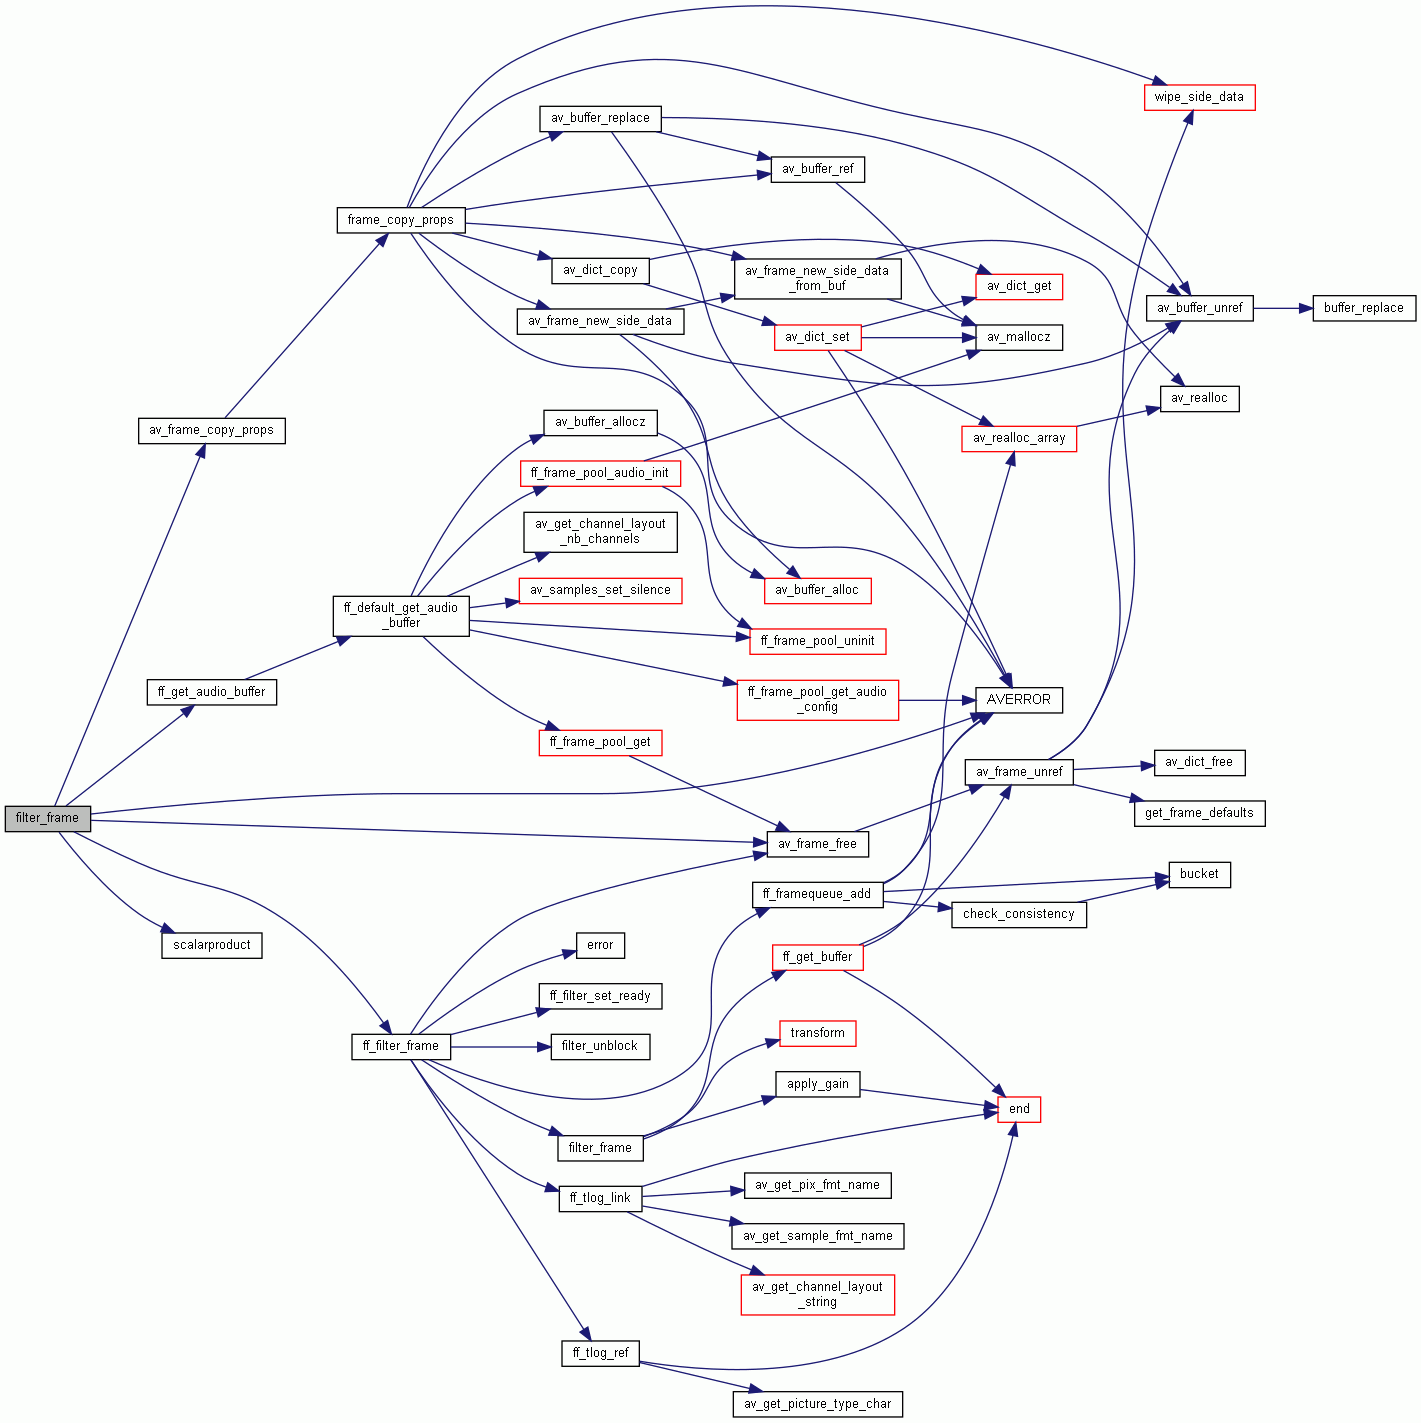 wipe_side_data
av_buffer_replace
av_buffer_ref
frame_copy_props
av_dict_copy
av_frame_new_side_data
_from_buf
av_dict_get
av_buffer_unref
buffer_replace
av_frame_new_side_data
av_dict_set
av_mallocz
av_realloc
av_frame_copy_props
av_buffer_allocz
av_realloc_array
ff_frame_pool_audio_init
av_get_channel_layout
_nb_channels
av_samples_set_silence
av_buffer_alloc
ff_default_get_audio
_buffer
ff_frame_pool_uninit
ff_get_audio_buffer
ff_frame_pool_get_audio
_config
AVERROR
ff_frame_pool_get
av_frame_unref
av_dict_free
get_frame_defaults
filter_frame
av_frame_free
ff_framequeue_add
bucket
check_consistency
scalarproduct
error
ff_get_buffer
ff_filter_set_ready
transform
ff_filter_frame
filter_unblock
apply_gain
end
filter_frame
ff_tlog_link
av_get_pix_fmt_name
av_get_sample_fmt_name
av_get_channel_layout
_string
ff_tlog_ref
av_get_picture_type_char